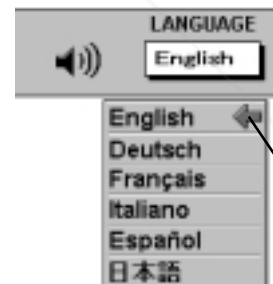 LANGUAGE
English
English
Deutsch
Français
Italiano
Español
日本語